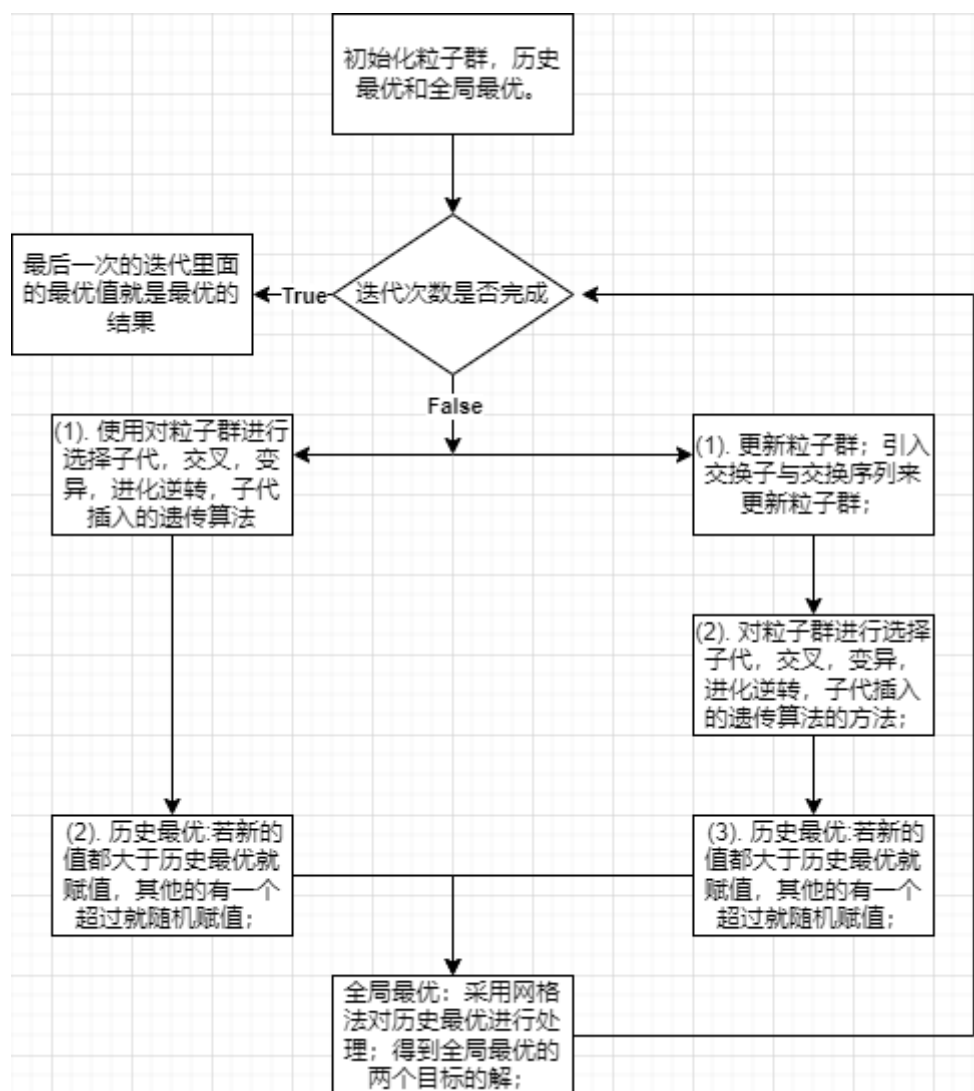 初始化粒子群，历史
最优和全局最优。
最后一次的迭代里面
的最优值就是最优的
结果
True
迭代次数是否完成
False
(1). 使用对粒子群进行
选择子代，交叉，变
异，进化逆转，子代
插入的遗传算法
(1). 更新粒子群；引入
交换子与交换序列来
更新粒子群；
(2). 对粒子群进行选择
子代，交叉，变异，
进化逆转，子代插入
的遗传算法的方法；
(2). 历史最优:若新的
值都大于历史最优就
赋值，其他的有一个
超过就随机赋值；
(3). 历史最优:若新的
值都大于历史最优就
赋值，其他的有一个
超过就随机赋值；
全局最优：采用网格
法对历史最优进行处
理；得到全局最优的
两个目标的解；